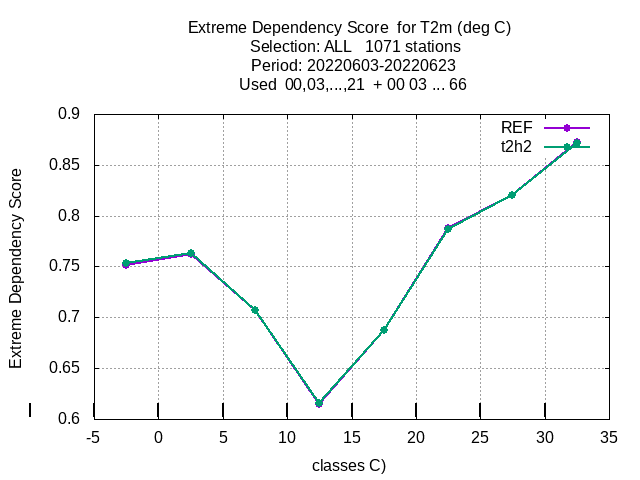 Extreme Dependency Score  for T2m (deg C)
Selection: ALL   1071 stations
Period: 20220603-20220623
Used  00,03,...,21  + 00 03 ... 66
REF
t2h2
Extreme Dependency Score
0.9
0.85
0.8
0.75
0.7
0.65
0.6
-5 0 5 10 15 20 25 30 35
classes C)